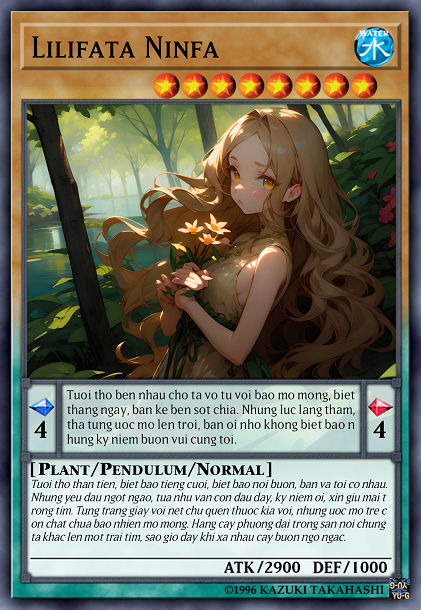 LILIFATA NINFA
WATER
水
Tuoi tho ben nhau cho ta vo tu voi bao mo mong, biet
thang ngay, ban ke ben sot chia. Nhung luc lang tham,
tha tung uoc mo len troi, ban oi nho khong biet bao n
hung ky niem buon vui cung toi.
4
4
[PLANT/PENDULUM/NORMAL]
Tuoi tho than tien, biet bao tieng cuoi, biet bao noi buon, ban va toi co nhau.
Nhung yeu dau ngot ngao, tua nhu van con dau day, ky niem oi, xin giu mai t
rong tim. Tung trang giay voi net chu quen thuoc kia voi, nhung uoc mo tre c
on chat chua bao nhien mo mong. Hang cay phuong dai trong san noi chung
ta khac len mot trai tim, sao gio day khi xa nhau cay buon ngo ngac.
ATK/2900 DEF/1000
©1996 KAZUKI TAKAHASHI